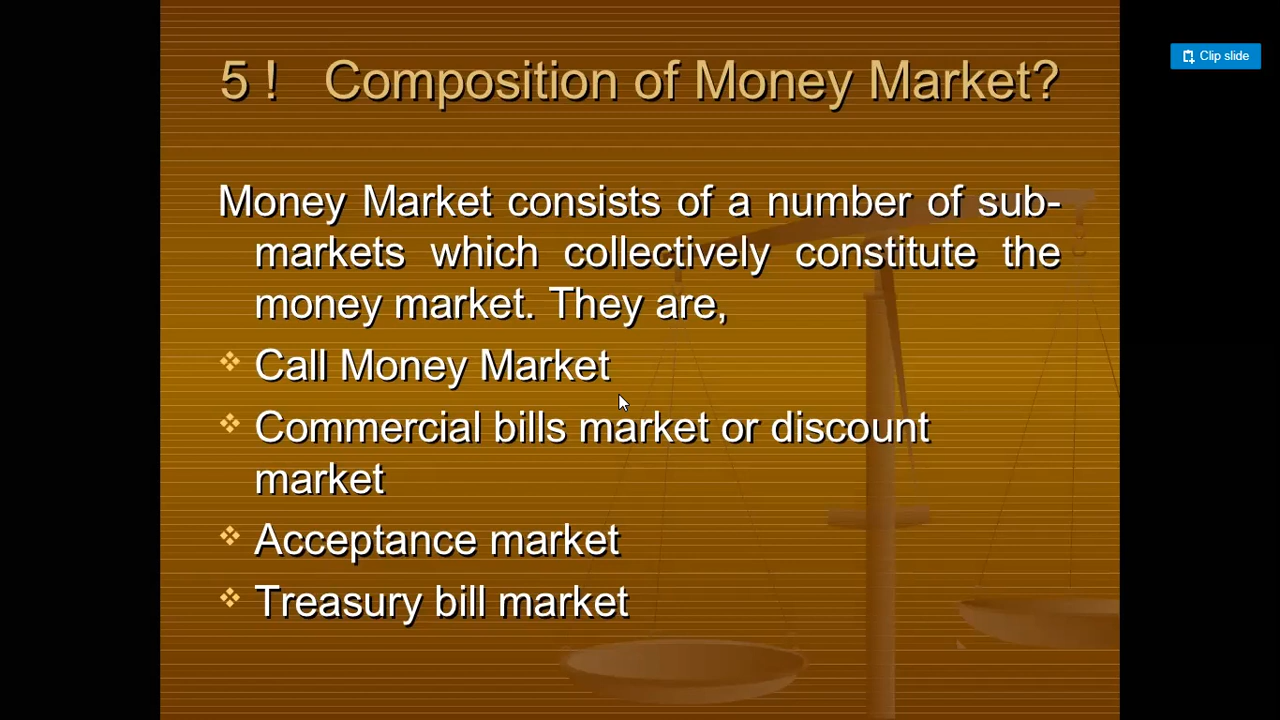 Clip slide
5 ! Composition of Money Market?
Money Market consists of a number of sub-
markets which collectively constitute the
money market. They are,
Call Money Market
Commercial bills market or discount
market
Acceptance market
Treasury bill market